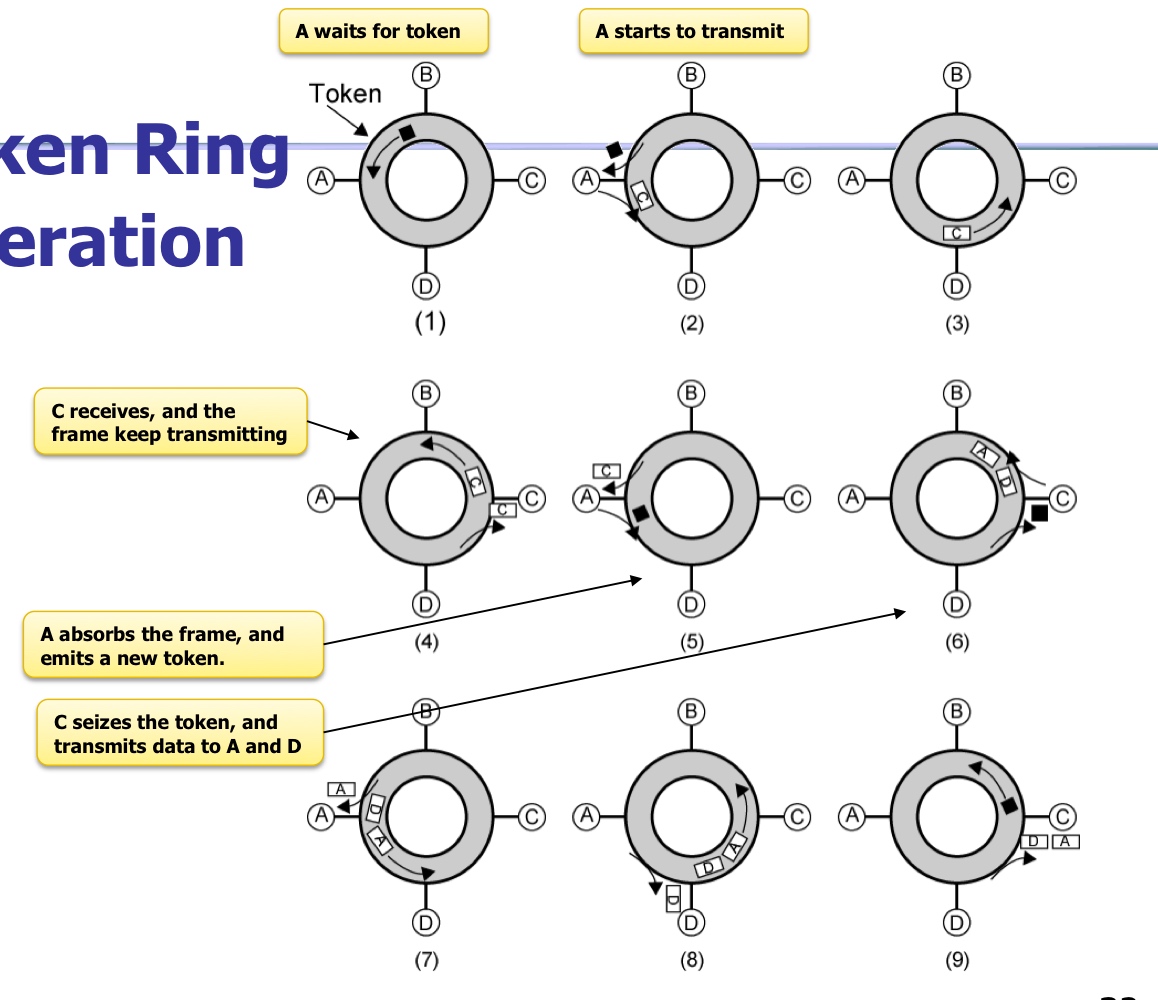 A waits for token
A starts to transmit
ken Ring
eration
Token
B
A
C
D
(1)
B
A
C
C
D
(2)
B
A
C
C
D
(3)
C receives, and the
frame keep transmitting
B
A
C
C
C
D
(4)
B
C
A
C
D
(5)
B
A
D
A
C
D
(6)
A absorbs the frame, and
emits a new token.
C seizes the token, and
transmits data to A and D
B
A
D
A
C
A
D
(7)
B
A
C
A
D
D
D
(8)
B
A
C
D A
D
(9)